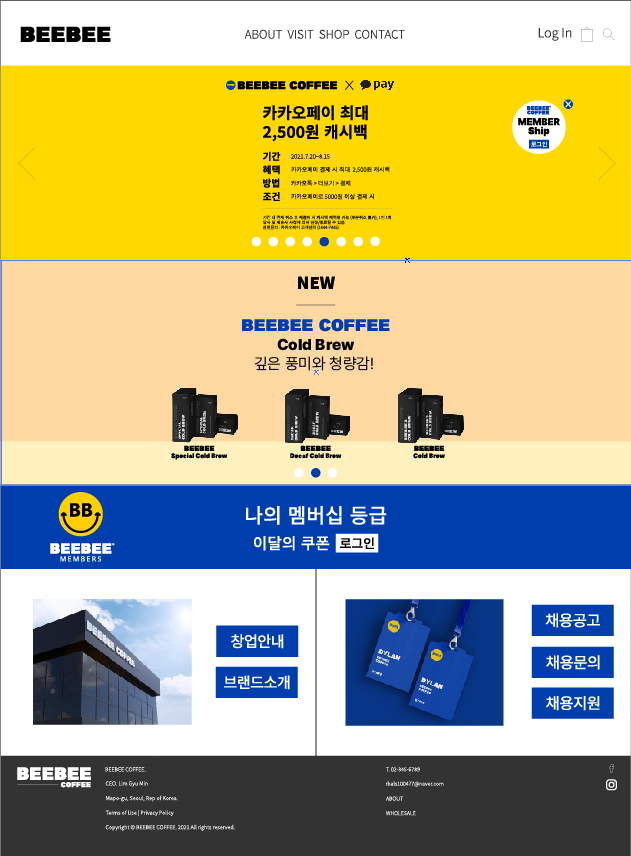 BEEBEE
ABOUT VISIT SHOP CONTACT
Log In
BEEBEE COFFEE X pay
카카오페이 최대
2,500원 캐시백
기간 2021.7.20~8.15
혜택 카카오페이 결제 시 최대 2,500원 캐시백
방법 카카오톡 > 더보기 > 결제
조건 카카오페이로 5000원 이상 결제 시
BEEBEE
MEMBER
Ship
로그인
NEW
BEEBEE COFFEE
Cold Brew
깊은 풍미와 청량감!
BEEBEE
Special Cold Brew
BEEBEE
Decaf Cold Brew
BEEBEE
Cold Brew
BB
BEEBEE
MEMBERS
나의 멤버십 등급
이달의 쿠폰 로그인
BEEBEE COFFEE
창업안내
브랜드소개
DYLAN
DYLAN
채용공고
채용문의
채용지원
BEEBEE
COFFEE
BEEBEE COFFEE.
CEO. Lim Gyu Min
Mapo-gu, Seoul, Rep of Korea.
Terms of Use | Privacy Policy
Copyright © BEEBEE COFFEE. 2021 All rights reserved.
T. 02-845-6789
rbals100477@naver.com
ABOUT
WHOLESALE